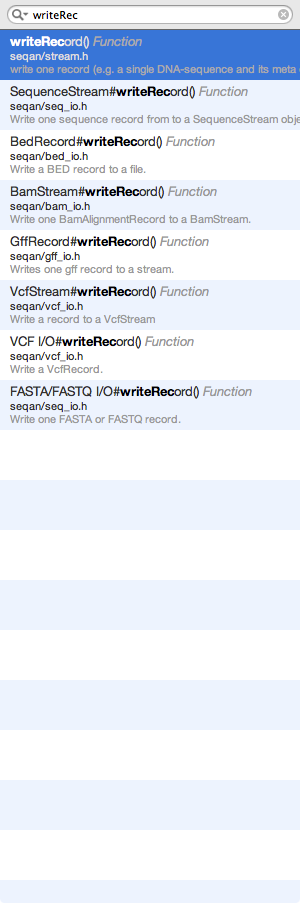 writeRec
writeRecord() Function
seqan/stream.h
write one record (e.g. a single DNA-sequence and its meta
SequenceStream#writeRecord() Function
seqan/seq_io.h
Write one sequence record from to a SequenceStream obje
BedRecord#writeRecord() Function
seqan/bed_io.h
Write a BED record to a file.
BamStream#writeRecord() Function
seqan/bam_io.h
Write one BamAlignmentRecord to a BamStream.
GffRecord#writeRecord() Function
seqan/gff_io.h
Writes one gff record to a stream.
VcfStream#writeRecord() Function
seqan/vcf_io.h
Write a record to a VcfStream
VCF I/O#writeRecord() Function
seqan/vcf_io.h
Write a VcfRecord.
FASTA/FASTQ I/O#writeRecord() Function
seqan/seq_io.h
Write one FASTA or FASTQ record.